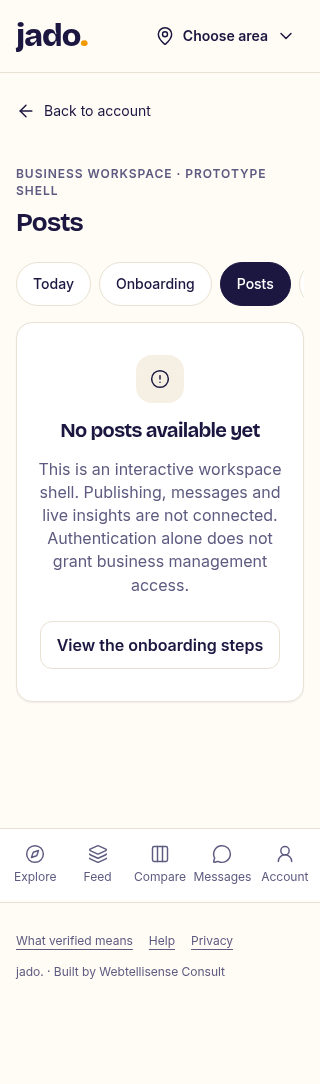 jado.
Choose area
Back to account
BUSINESS WORKSPACE · PROTOTYPE
SHELL
Posts
Today
Onboarding
Posts
No posts available yet
This is an interactive workspace
shell. Publishing, messages and
live insights are not connected.
Authentication alone does not
grant business management
access.
View the onboarding steps
Explore
Feed
Compare
Messages
Account
What verified means
Help
Privacy
jado. · Built by Webtellisense Consult